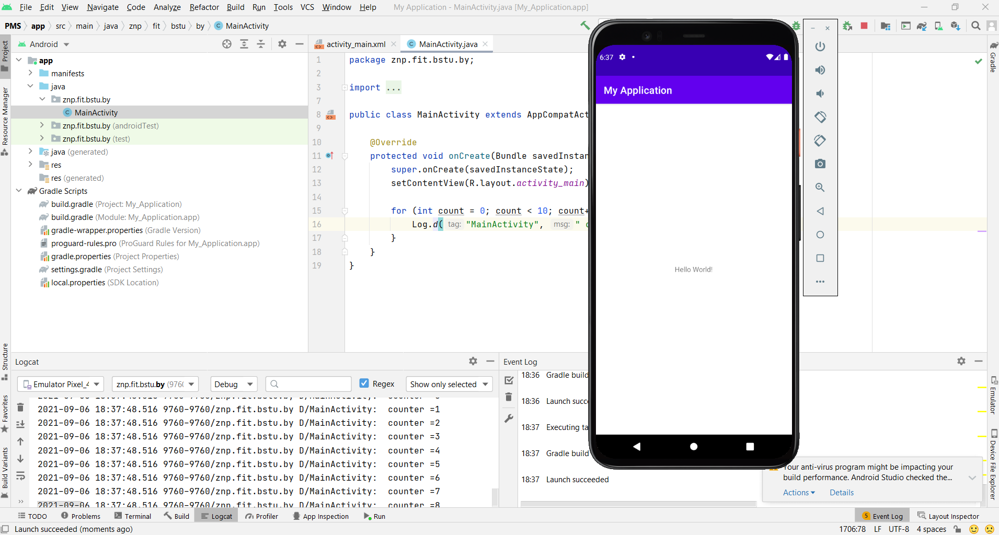 File Edit View Navigate Code Analyze Refactor Build Run Tools VCS Window Help My Application - MainActivity.java [My_Application.app]
PMS app src main java znp fit bstu by MainActivity
Project
Resource Manager
Structure
Favorites
Build Variants
Android
app
manifests
java
znp.fit.bstu.by
MainActivity
znp.fit.bstu.by (androidTest)
znp.fit.bstu.by (test)
java (generated)
res
res (generated)
Gradle Scripts
build.gradle (Project: My_Application)
build.gradle (Module: My_Application.app)
gradle-wrapper.properties (Gradle Version)
proguard-rules.pro (ProGuard Rules for My_Application.app)
gradle.properties (Project Properties)
settings.gradle (Project Settings)
local.properties (SDK Location)
activity_main.xml MainActivity.java
1 package znp.fit.bstu.by;
2
3 import ...
7
8 public class MainActivity extends AppCompatAct
9
10 @Override
11 protected void onCreate(Bundle savedInstan
12 super.onCreate(savedInstanceState);
13 setContentView(R.layout.activity_main)
14
15 for (int count = 0; count < 10; count+
16 Log.d( tag: "MainActivity", msg: " c
17 }
18 }
19 }
6:37
My Application
Hello World!
Gradle
Emulator
Device File Explorer
Logcat
Emulator Pixel_4 znp.fit.bstu.by (9760 Debug Regex Show only selected
2021-09-06 18:37:48.516 9760-9760/znp.fit.bstu.by D/MainActivity: counter =1
2021-09-06 18:37:48.516 9760-9760/znp.fit.bstu.by D/MainActivity: counter =2
2021-09-06 18:37:48.516 9760-9760/znp.fit.bstu.by D/MainActivity: counter =3
2021-09-06 18:37:48.516 9760-9760/znp.fit.bstu.by D/MainActivity: counter =4
2021-09-06 18:37:48.516 9760-9760/znp.fit.bstu.by D/MainActivity: counter =5
2021-09-06 18:37:48.516 9760-9760/znp.fit.bstu.by D/MainActivity: counter =6
2021-09-06 18:37:48.516 9760-9760/znp.fit.bstu.by D/MainActivity: counter =7
2021-09-06 18:37:48.516 9760-9760/znp.fit.bstu.by D/MainActivity: counter =8
Event Log
18:36 Gradle build
18:36 Launch succ
18:37 Executing ta
18:37 Gradle build
18:37 Launch succeeded
Your anti-virus program might be impacting your
build performance. Android Studio checked the...
Actions Details
TODO Problems Terminal Build Logcat Profiler App Inspection Run 5 Event Log Layout Inspector
Launch succeeded (moments ago) 1706:78 LF UTF-8 4 spaces